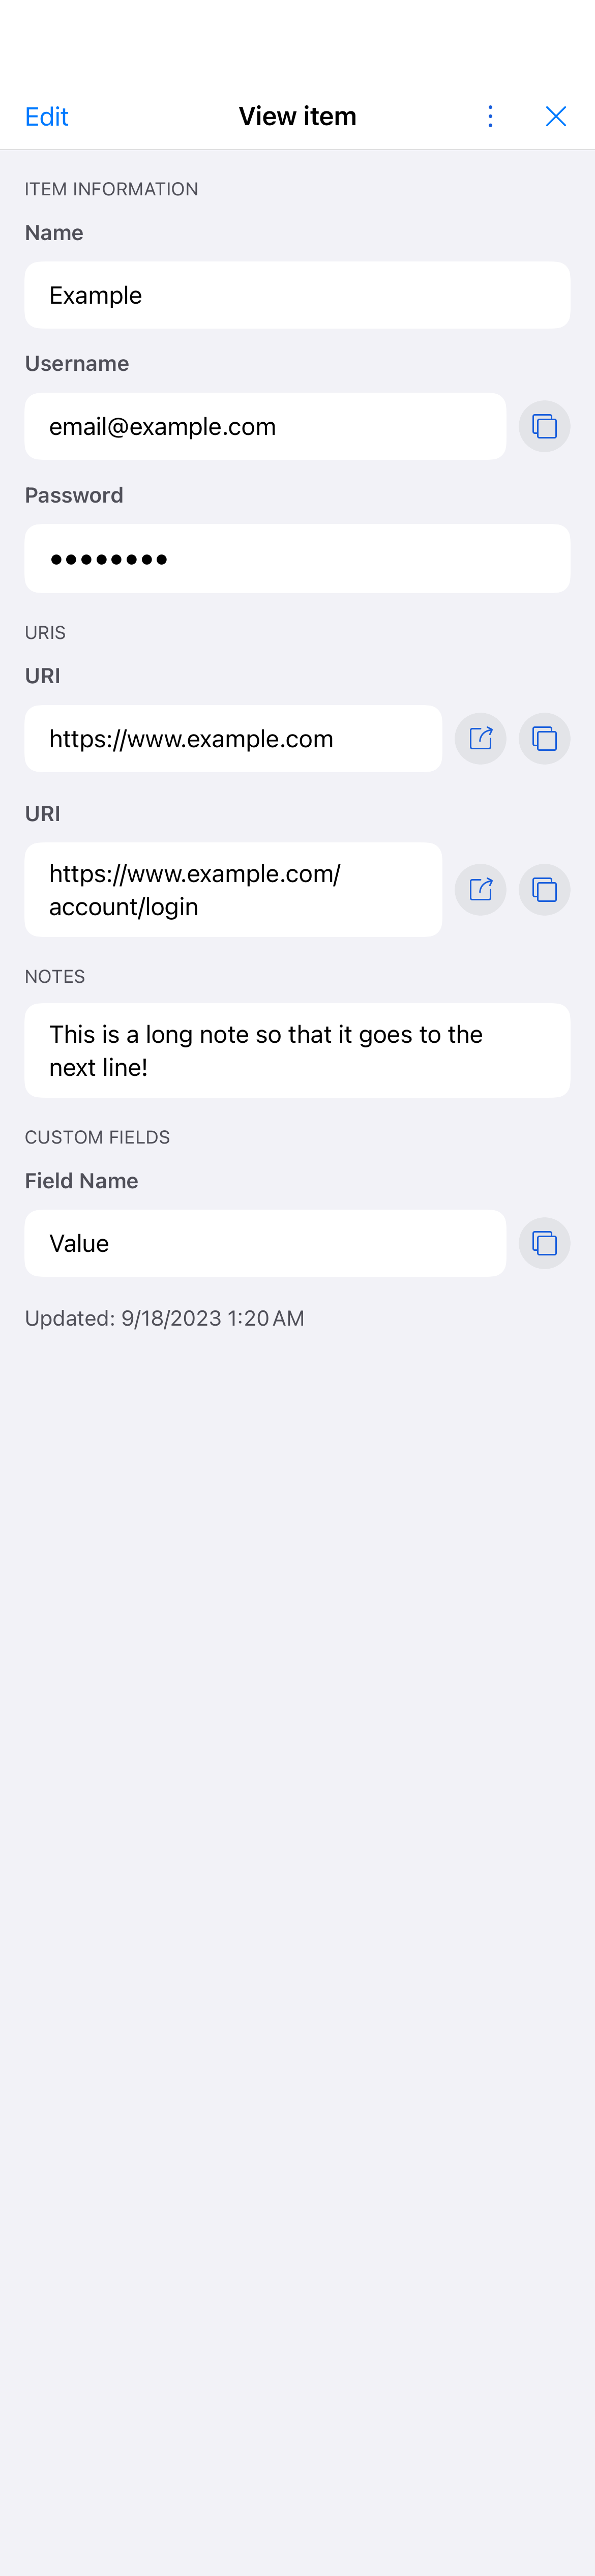 Edit View item
ITEM INFORMATION
Name
Example
Username
email@example.com
Password
••••••••
URIS
URI
https://www.example.com
URI
https://www.example.com/
account/login
NOTES
This is a long note so that it goes to the
next line!
CUSTOM FIELDS
Field Name
Value
Updated: 9/18/2023 1:20 AM